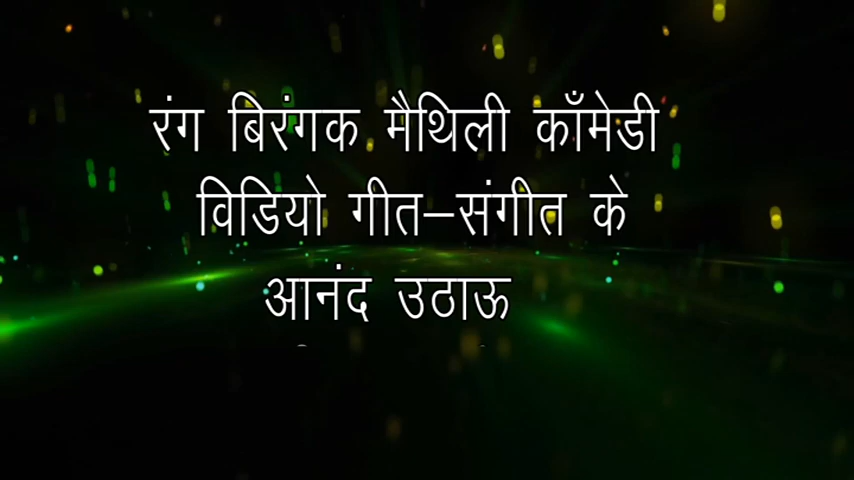 रंग बिरंगक मैथिली काँमेडी
विडियो गीत–संगीत के
आनंद उठाऊ